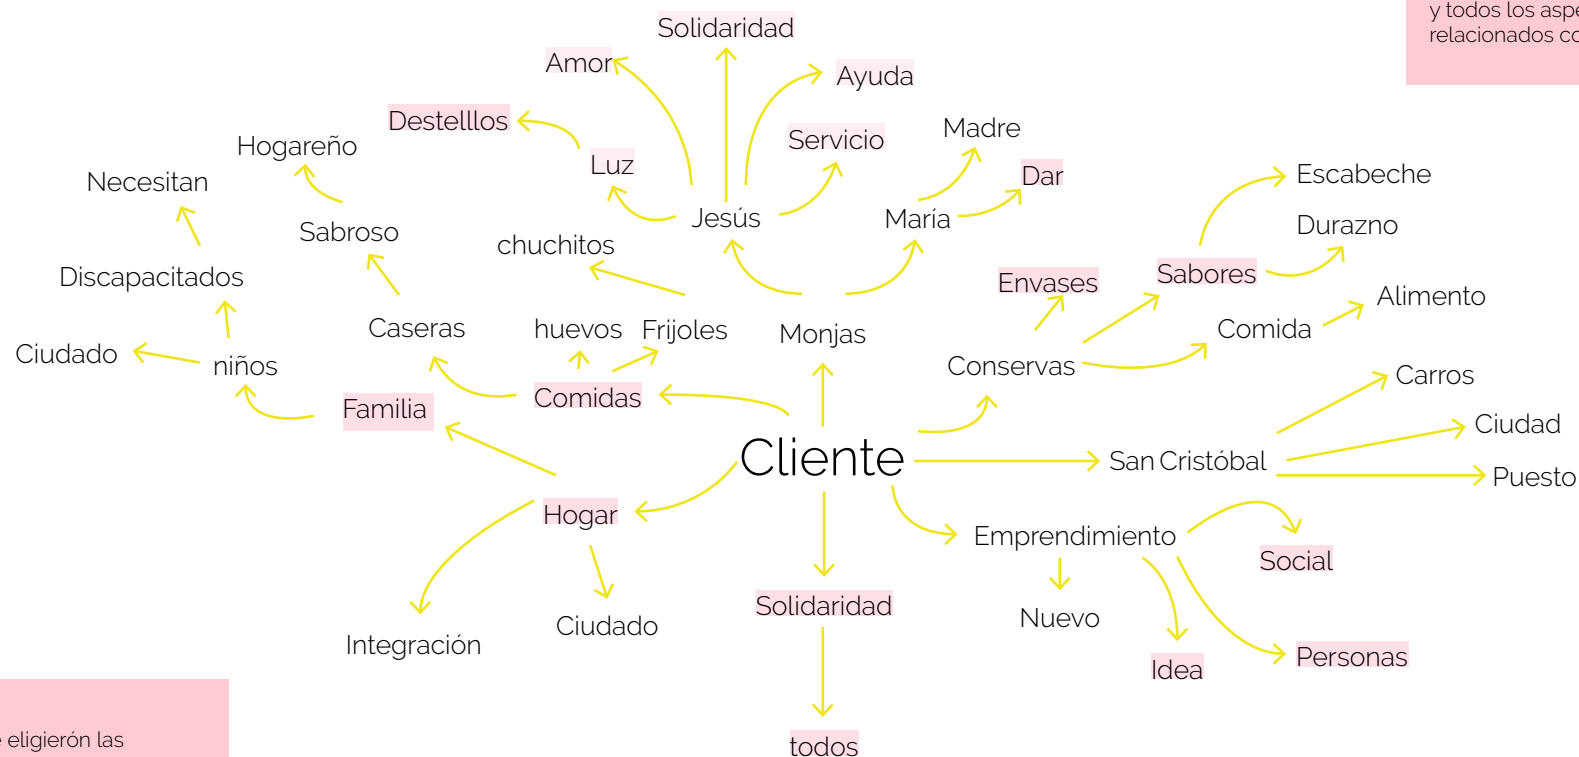 y todos los aspe
relacionados co
Solidaridad
Amor
Ayuda
Destelllos
Servicio
Madre
Hogareño
Luz
Dar
Escabeche
Necesitan
Jesús
María
Durazno
Sabroso
chuchitos
Sabores
Discapacitados
Envases
Alimento
Caseras
huevos
Frijoles
Monjas
Comida
Ciudado
niños
Conservas
Carros
Familia
Comidas
Ciudad
Cliente
San Cristóbal
Puesto
Hogar
Emprendimiento
Social
Solidaridad
Nuevo
Ciudado
Integración
Idea
Personas
eligierón las
todos